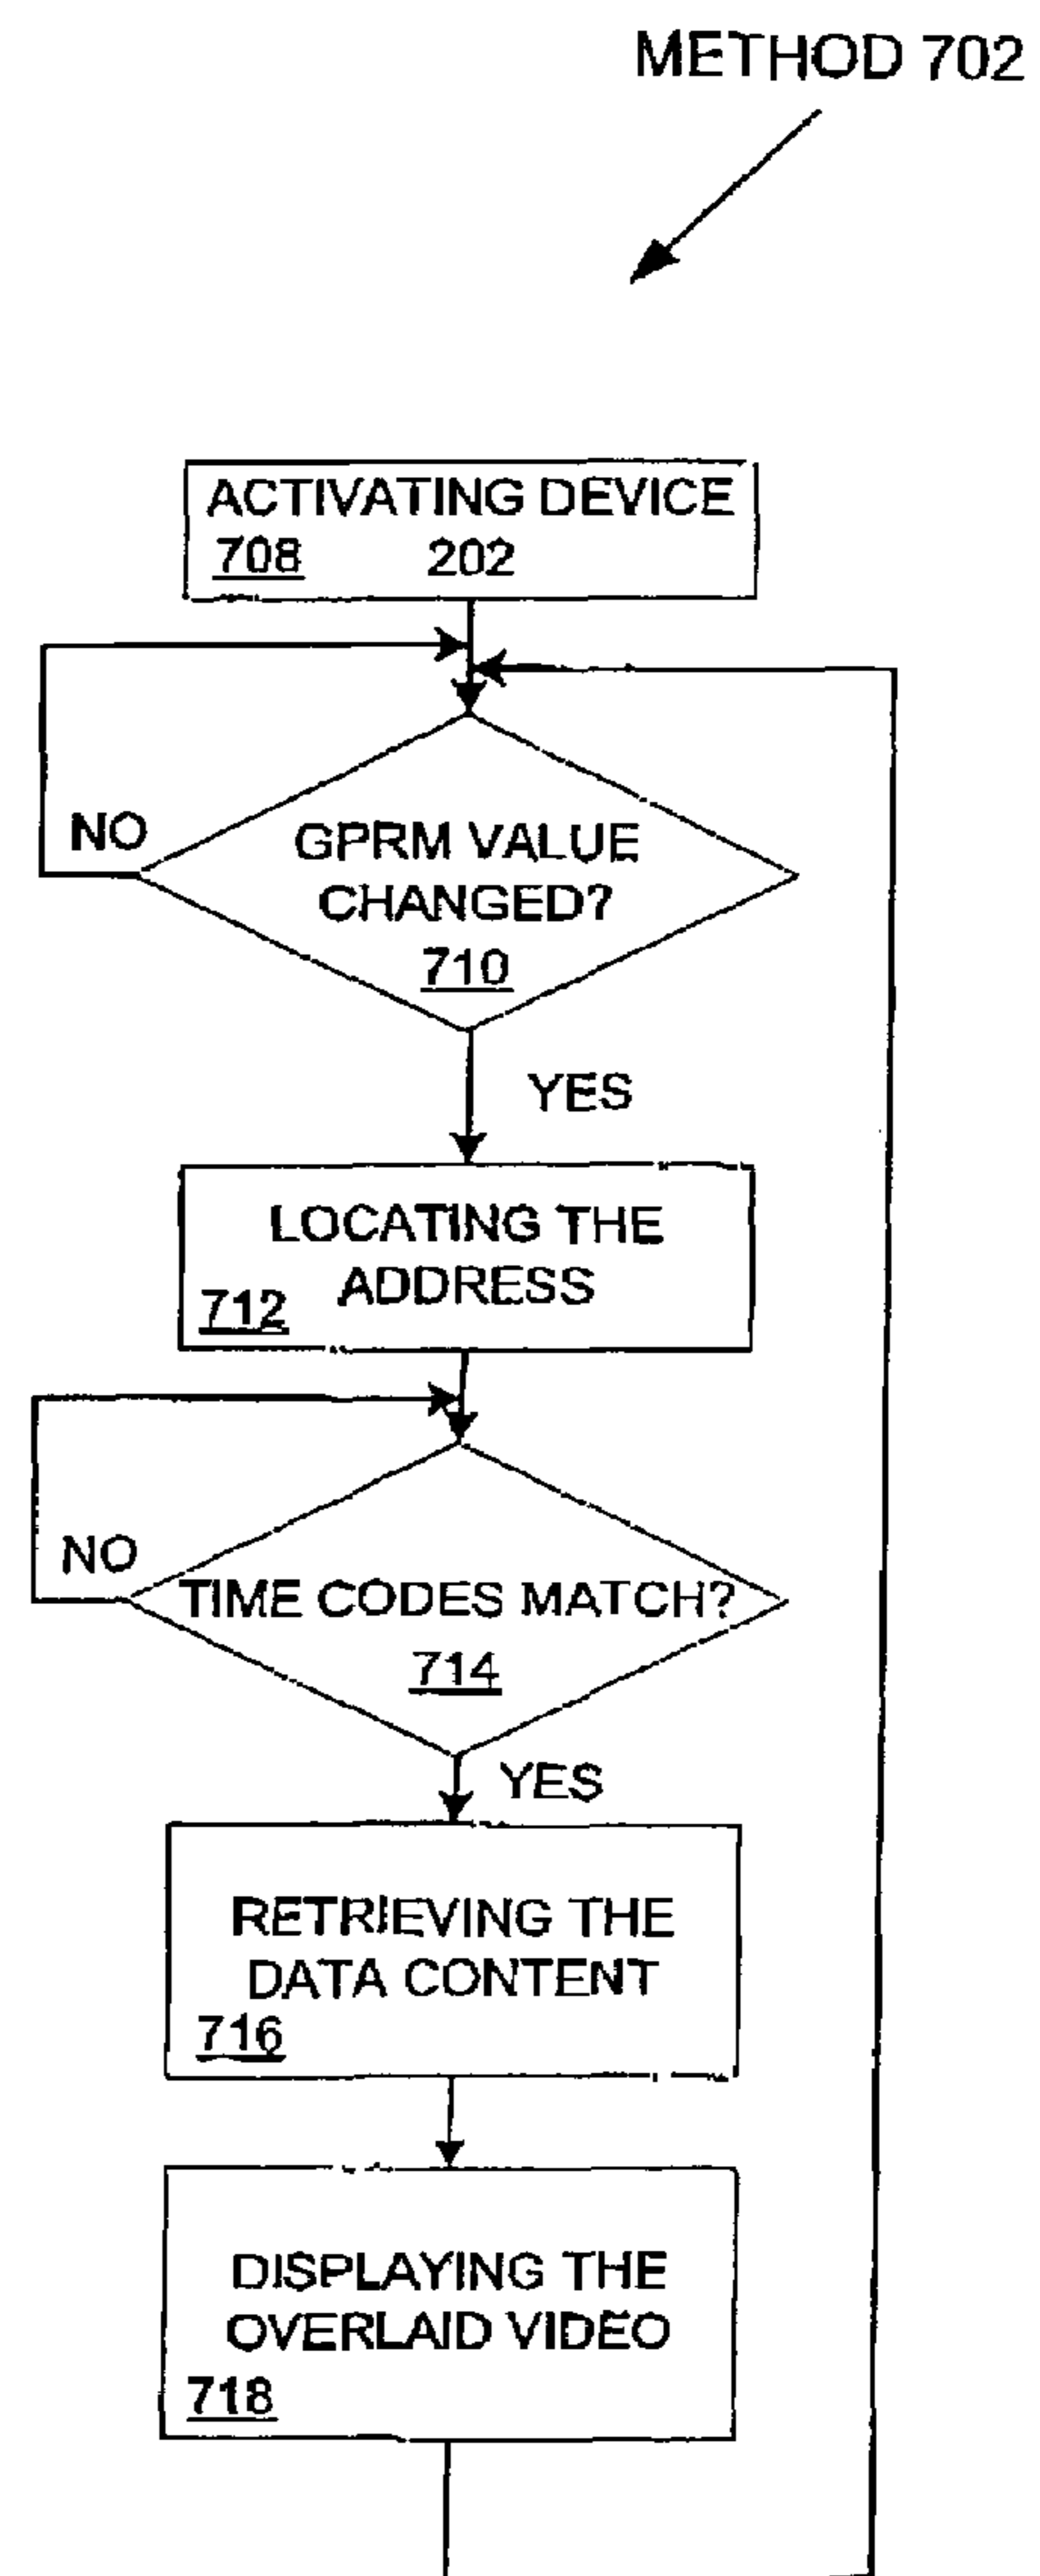 METHOD 702
ACTIVATING DEVICE
708 202
NO
GPRM VALUE
CHANGED?
710
YES
LOCATING THE
ADDRESS
712
NO
TIME CODES MATCH?
714
YES
RETRIEVING THE
DATA CONTENT
716
DISPLAYING THE
OVERLAID VIDEO
718